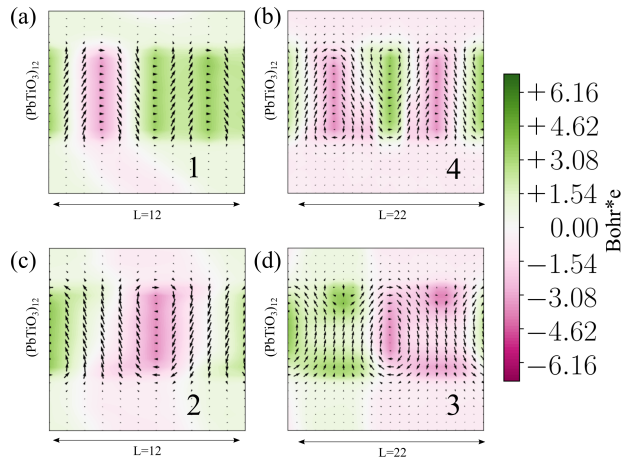 (a)
(PbTiO₃)₁₂
1
L=12
(b)
(PbTiO₃)₁₂
4
L=22
(c)
(PbTiO₃)₁₂
2
L=12
(d)
(PbTiO₃)₁₂
3
L=22
+6.16
+4.62
+3.08
+1.54
0.00
−1.54
−3.08
−4.62
−6.16
Bohr*e